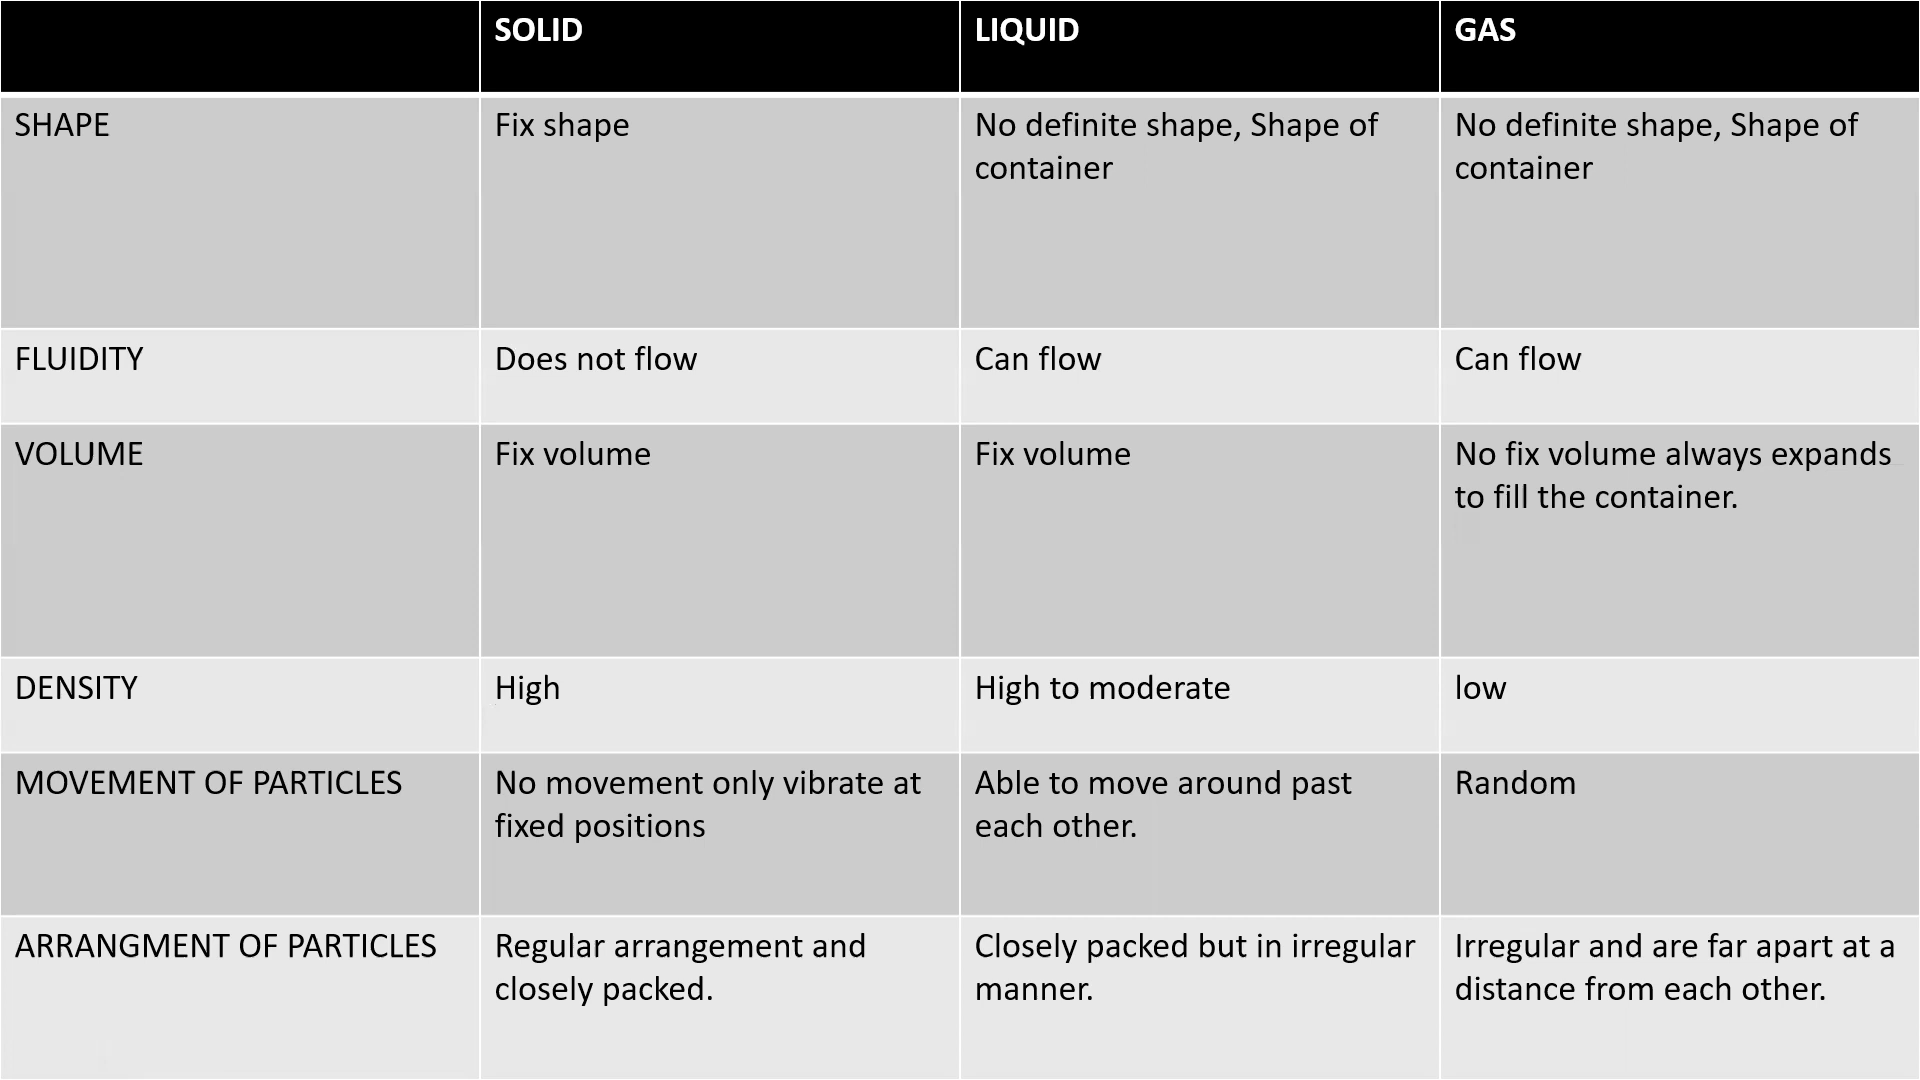 SOLID LIQUID GAS
SHAPE Fix shape No definite shape, Shape of No definite shape, Shape of
container container
FLUIDITY Does not flow Can flow Can flow
VOLUME Fix volume Fix volume No fix volume always expands
to fill the container.
DENSITY High High to moderate low
MOVEMENT OF PARTICLES No movement only vibrate at Able to move around past Random
fixed positions each other.
ARRANGMENT OF PARTICLES Regular arrangement and Closely packed but in irregular Irregular and are far apart at a
closely packed. manner. distance from each other.